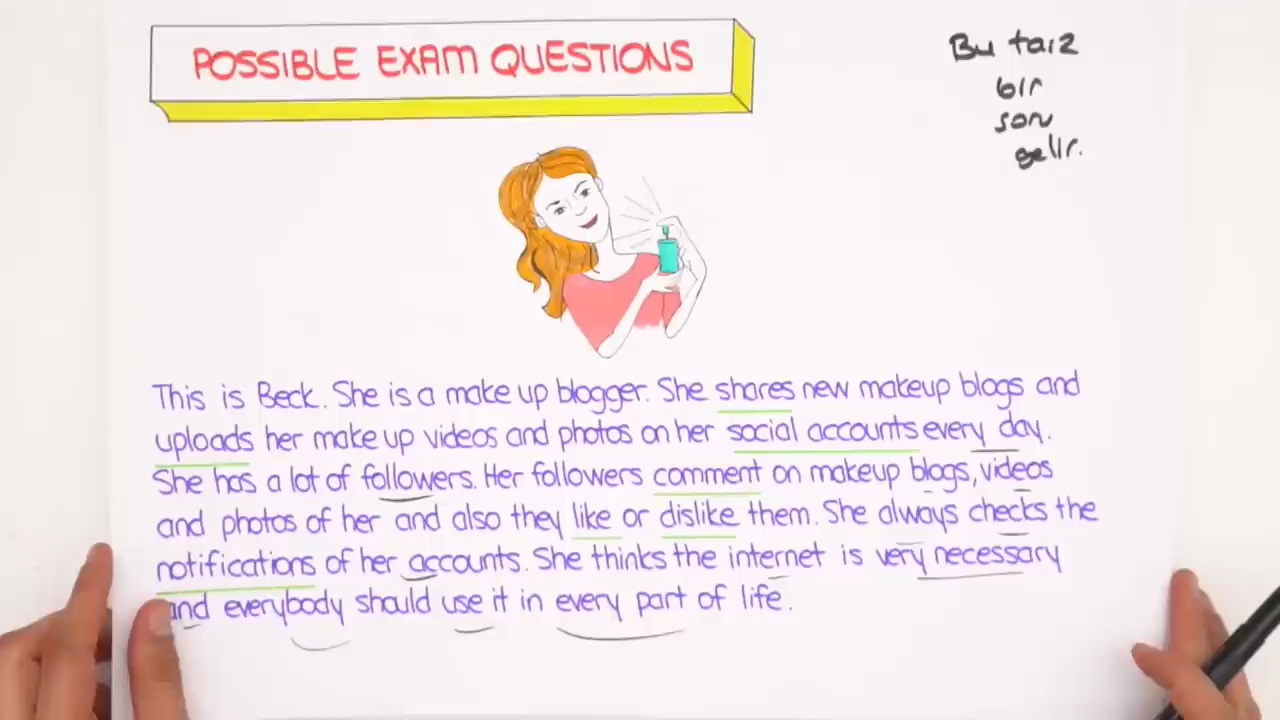 POSSIBLE EXAM QUESTIONS
Bu tarz
bir
soru
gelir.
This is Beck. She is a make up blogger. She shares new makeup blogs and
uploads her make up videos and photos on her social accounts every day.
She has a lot of followers. Her followers comment on makeup blogs, videos
and photos of her and also they like or dislike them. She always checks the
notifications of her accounts. She thinks the internet is very necessary
and everybody should use it in every part of life.